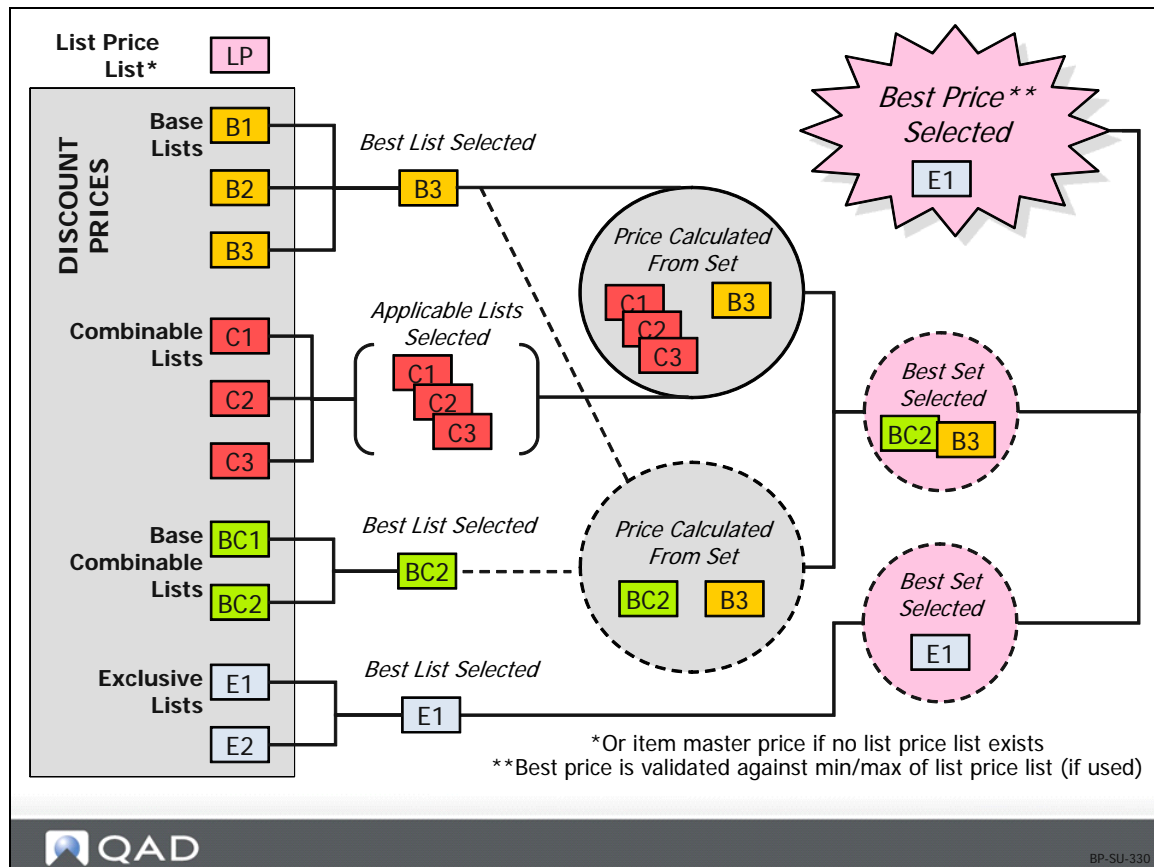 List Price
List*
LP
DISCOUNT
PRICES
Base
Lists
B1
B2
B3
Best List Selected
B3
Combinable
Lists
C1
C2
C3
Applicable Lists
Selected
C1
C2
C3
Base
Combinable
Lists
BC1
BC2
Best List Selected
BC2
Exclusive
Lists
E1
E2
Best List Selected
E1
Price Calculated
From Set
C1
C2
C3
B3
Price Calculated
From Set
BC2
B3
Best Price**
Selected
E1
Best Set
Selected
BC2
B3
Best Set
Selected
E1
*Or item master price if no list price list exists
**Best price is validated against min/max of list price list (if used)
QAD
BP-SU-330